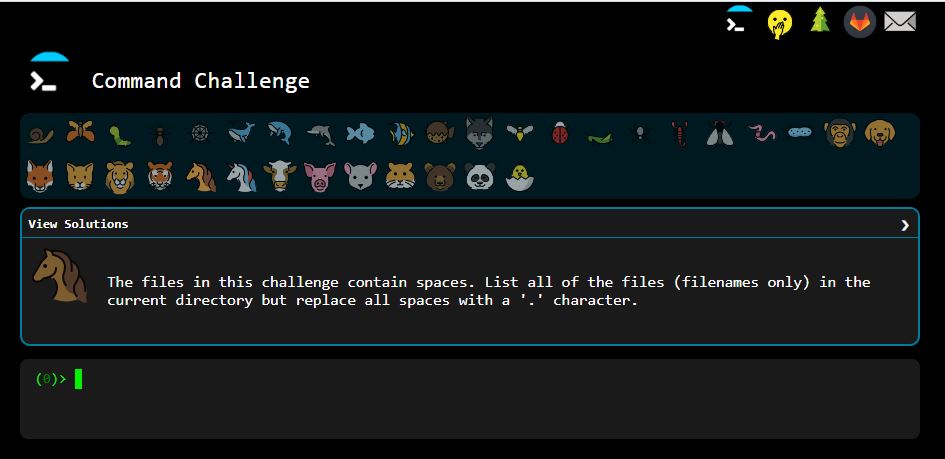 Command Challenge
View Solutions
The files in this challenge contain spaces. List all of the files (filenames only) in the
current directory but replace all spaces with a '.' character.
(0)>